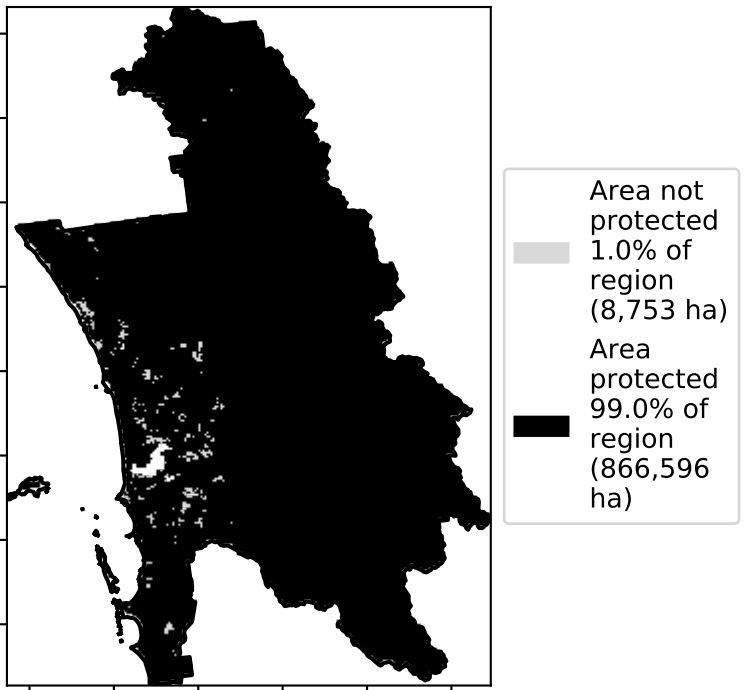 Area not
protected
1.0% of
region
(8,753 ha)
Area
protected
99.0% of
region
(866,596
ha)